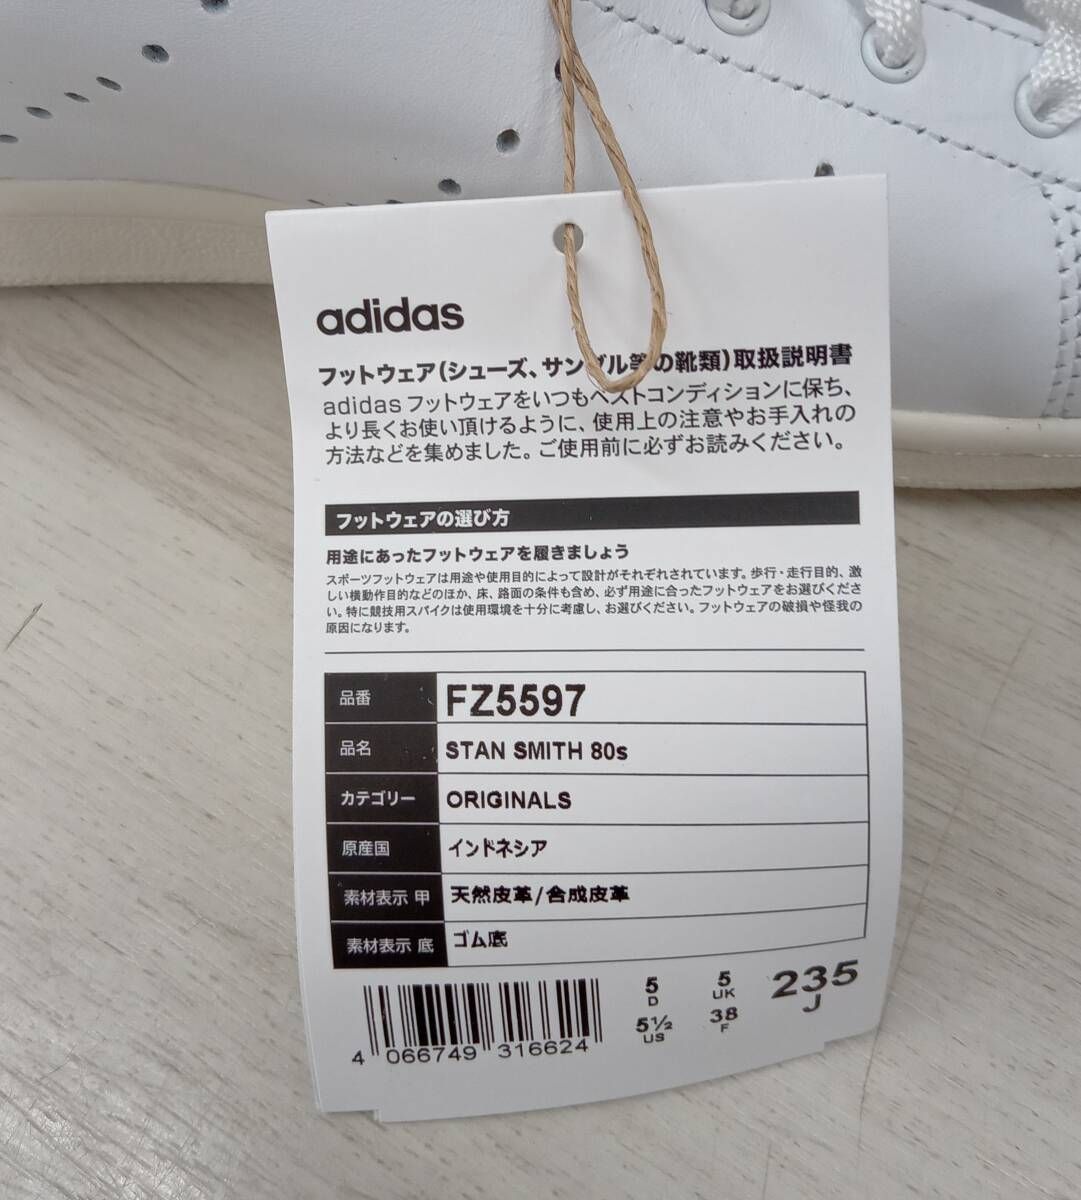 adidas
フットウェア(シューズ、サンダル等の靴類)取扱説明書
adidas フットウェアをいつもベストコンディションに保ち、
より長くお使い頂けるように、使用上の注意やお手入れの
方法などを集めました。ご使用前に必ずお読みください。
フットウェアの選び方
用途にあったフットウェアを履きましょう
スポーツフットウェアは用途や使用目的によって設計がそれぞれされています。歩行・走行目的、激
しい横動作目的などのほか、床、路面の条件も含め、必ず用途に合ったフットウェアをお選びくださ
い。特に競技用スパイクは使用環境を十分に考慮し、お選びください。フットウェアの破損や怪我の
原因になります。
品番 FZ5597
品名 STAN SMITH 80s
カテゴリー ORIGINALS
原産国 インドネシア
素材表示 甲 天然皮革/合成皮革
素材表示 底 ゴム底
5 D 5 UK 235 J
5½ US 38 F
4 066749 316624